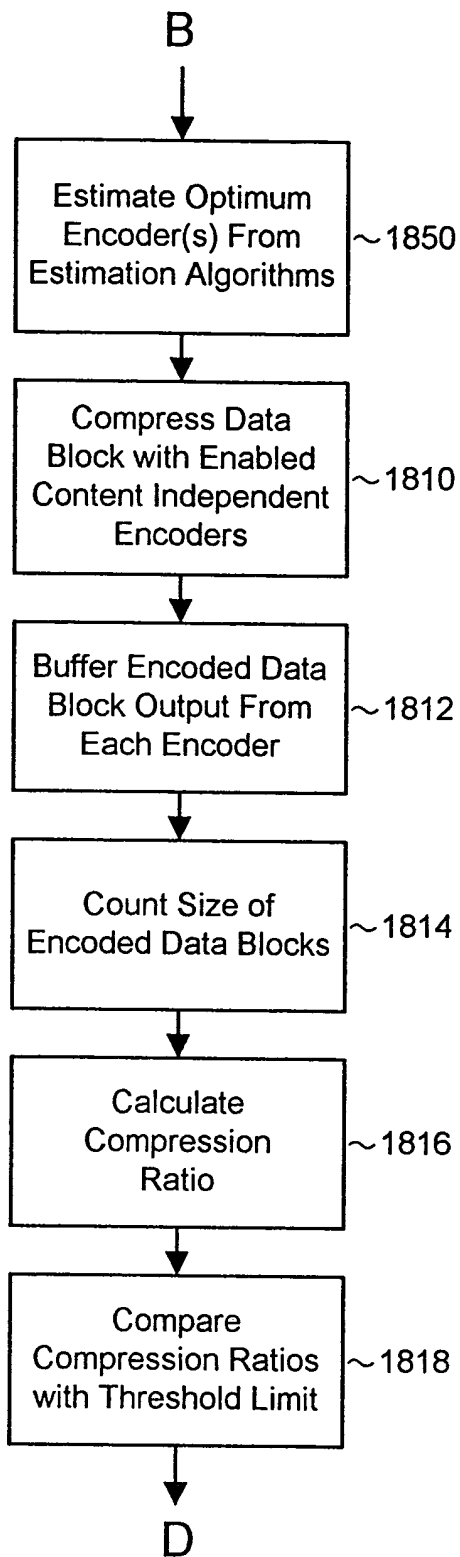 B
Estimate Optimum
Encoder(s) From
Estimation Algorithms
~1850
Compress Data
Block with Enabled
Content Independent
Encoders
~1810
Buffer Encoded Data
Block Output From
Each Encoder
~1812
Count Size of
Encoded Data Blocks
~1814
Calculate
Compression
Ratio
~1816
Compare
Compression Ratios
with Threshold Limit
~1818
D